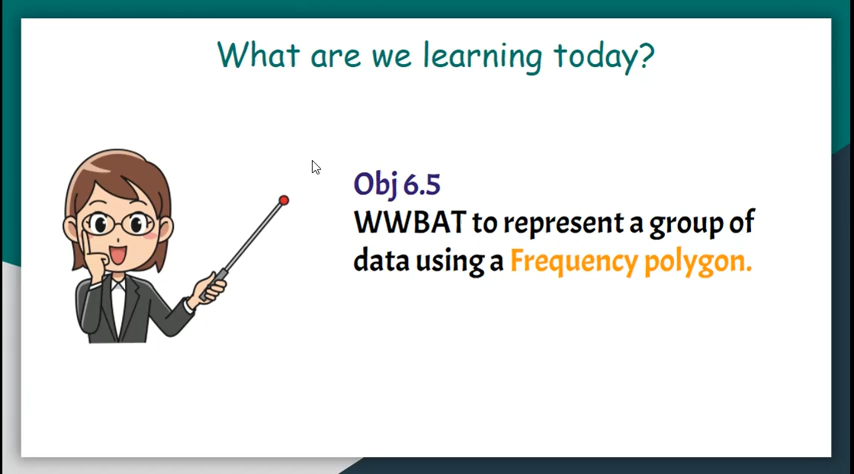 What are we learning today?
Obj 6.5
WWBAT to represent a group of
data using a Frequency polygon.